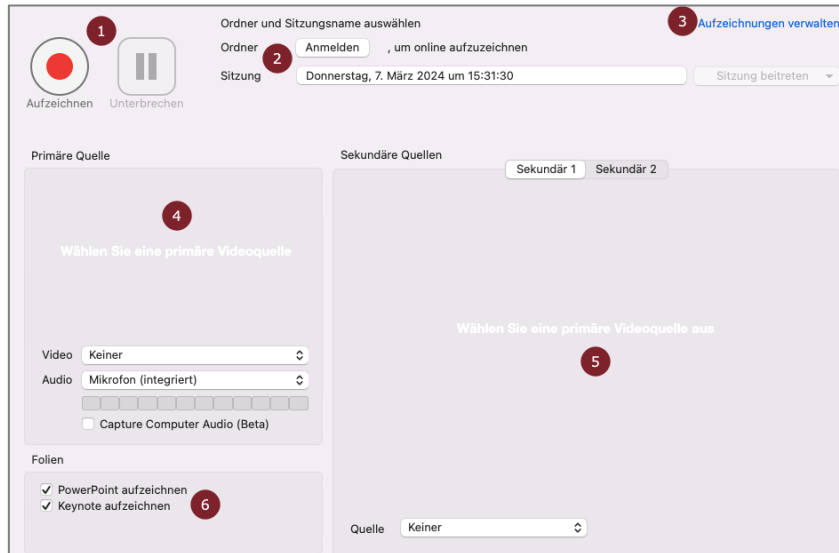 1
Aufzeichnen
Unterbrechen
Ordner und Sitzungsname auswählen
3 Aufzeichnungen verwalten
Ordner 2 Anmelden , um online aufzuzeichnen
Sitzung Donnerstag, 7. März 2024 um 15:31:30 Sitzung beitreten
Primäre Quelle
4
Wählen Sie eine primäre Videoquelle
Video Keiner
Audio Mikrofon (integriert)
Capture Computer Audio (Beta)
Folien
PowerPoint aufzeichnen
Keynote aufzeichnen
6
Sekundäre Quellen
Sekundär 1 Sekundär 2
Wählen Sie eine primäre Videoquelle aus
5
Quelle Keiner